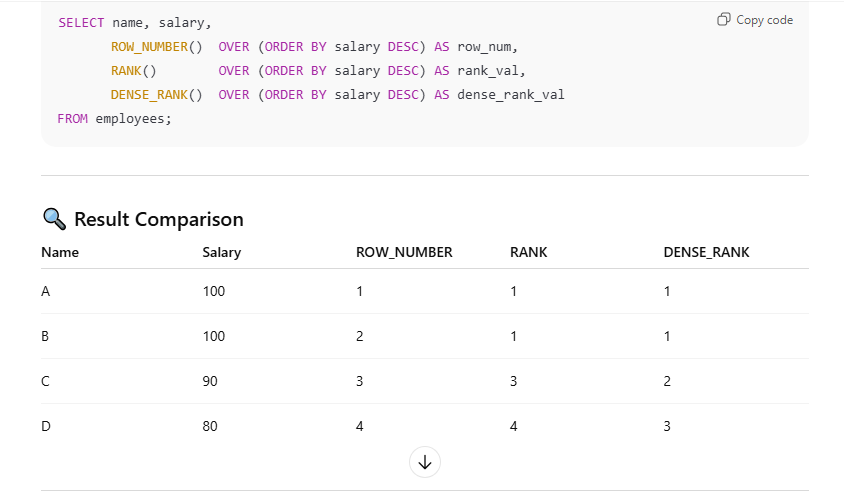 SELECT name, salary,
Copy code
ROW_NUMBER()  OVER (ORDER BY salary DESC) AS row_num,
RANK()        OVER (ORDER BY salary DESC) AS rank_val,
DENSE_RANK()  OVER (ORDER BY salary DESC) AS dense_rank_val
FROM employees;
Result Comparison
Name Salary ROW_NUMBER RANK DENSE_RANK
A 100 1 1 1
B 100 2 1 1
C 90 3 3 2
D 80 4 4 3